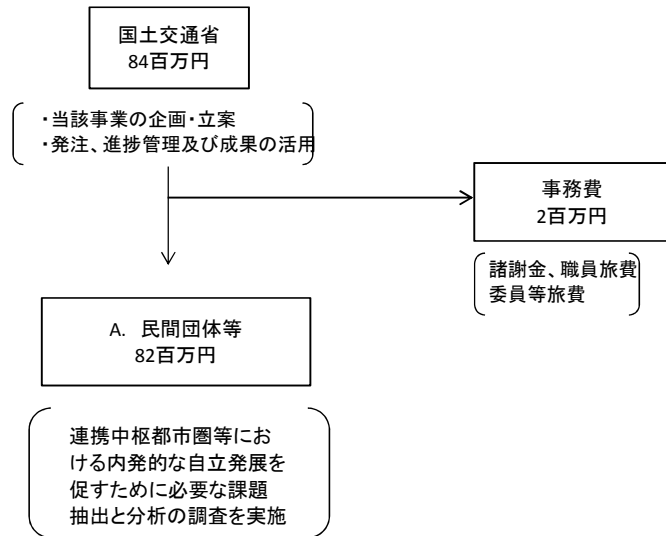 国土交通省
84百万円
・当該事業の企画・立案
・発注、進捗管理及び成果の活用
事務費
2百万円
諸謝金、職員旅費
委員等旅費
A. 民間団体等
82百万円
連携中枢都市圏等にお
ける内発的な自立発展を
促すために必要な課題
抽出と分析の調査を実施